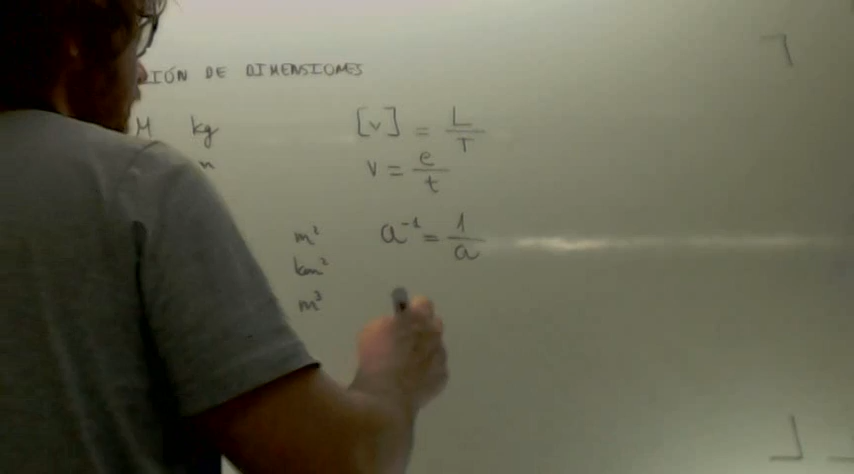 IÓN DE DIMENSIONES
M kg [v] = L/T
m v = e/t
m² a⁻¹ = 1/a
km²
m³